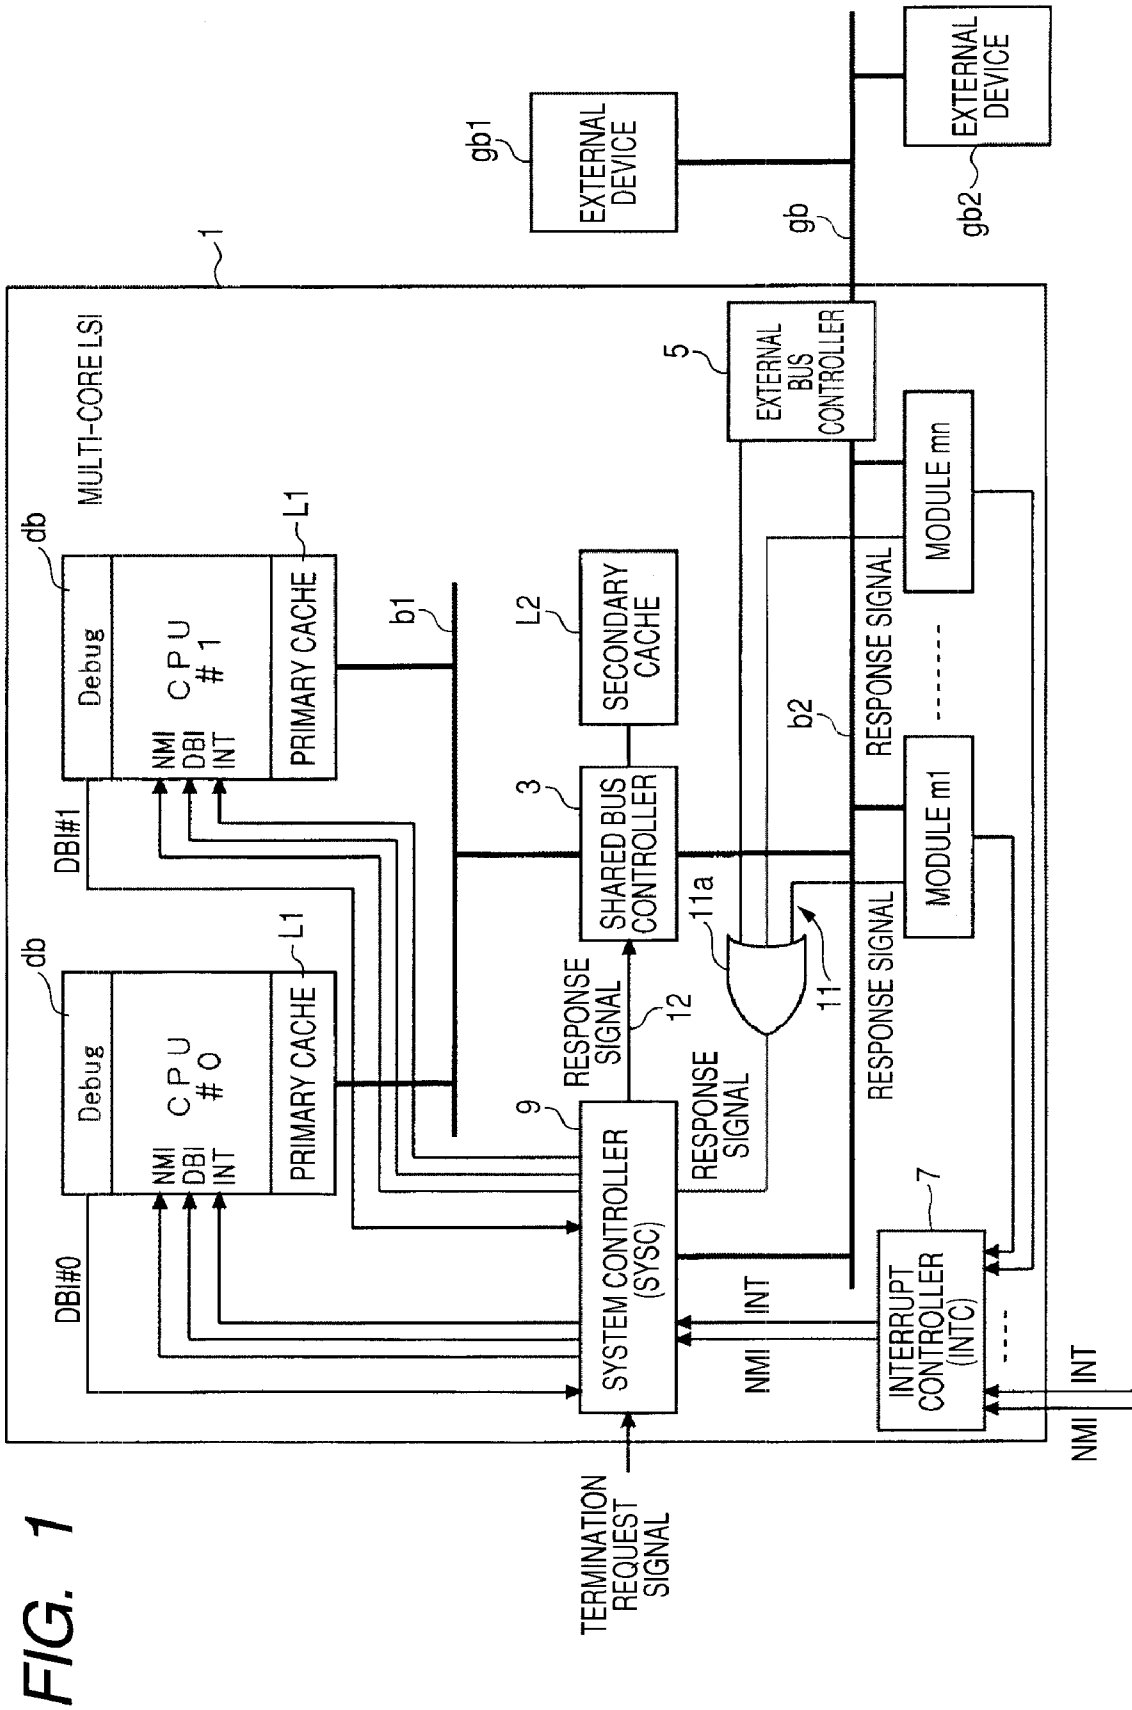 FIG. 1
1
MULTI-CORE LSI
db
Debug
CPU
#0
NMI
DBI
INT
PRIMARY CACHE
L1
DBI#0
db
Debug
CPU
#1
NMI
DBI
INT
PRIMARY CACHE
L1
DBI#1
b1
TERMINATION
REQUEST
SIGNAL
9
SYSTEM CONTROLLER
(SYSC)
RESPONSE
SIGNAL
12
3
SHARED BUS
CONTROLLER
L2
SECONDARY
CACHE
gb1
EXTERNAL
DEVICE
NMI
INT
RESPONSE
SIGNAL
11a
11
b2
5
EXTERNAL
BUS
CONTROLLER
gb
gb2
EXTERNAL
DEVICE
7
INTERRUPT
CONTROLLER
(INTC)
RESPONSE SIGNAL
MODULE m1
RESPONSE SIGNAL
MODULE mn
NMI
INT